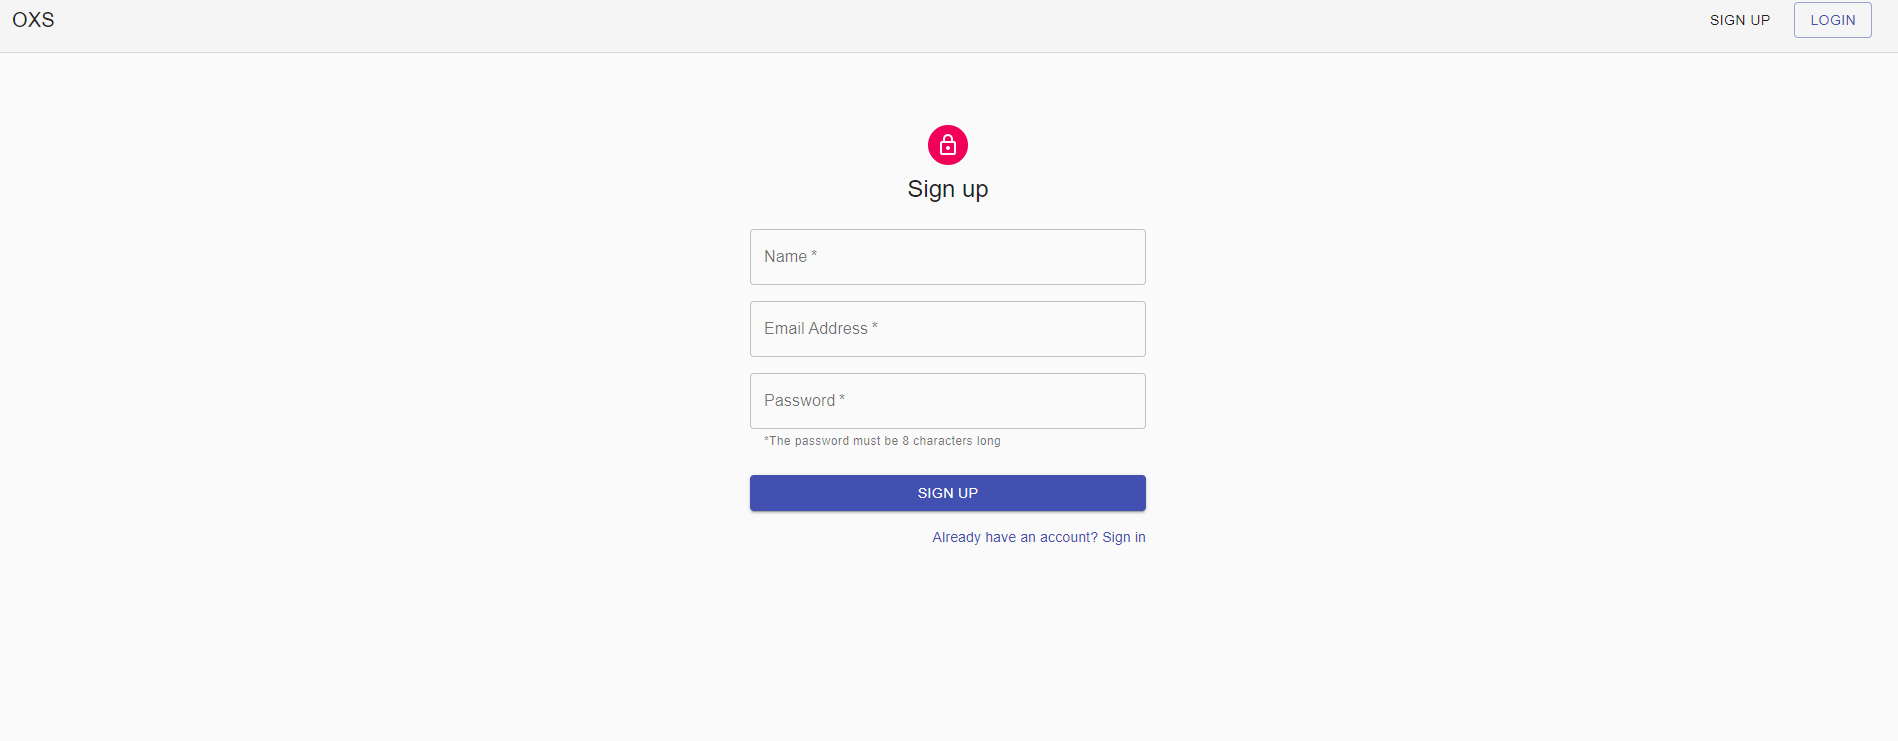 OXS
SIGN UP
LOGIN
Sign up
Name *
Email Address *
Password *
*The password must be 8 characters long
SIGN UP
Already have an account? Sign in